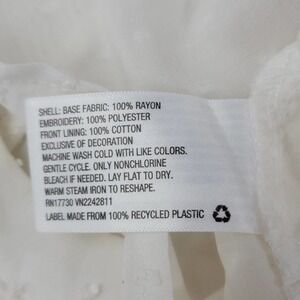 SHELL: BASE FABRIC: 100% RAYON
EMBROIDERY: 100% POLYESTER
FRONT LINING: 100% COTTON
EXCLUSIVE OF DECORATION
MACHINE WASH COLD WITH LIKE COLORS.
GENTLE CYCLE. ONLY NONCHLORINE
BLEACH IF NEEDED. LAY FLAT TO DRY.
WARM STEAM IRON TO RESHAPE.
RN17730 VN2242811
LABEL MADE FROM 100% RECYCLED PLASTIC